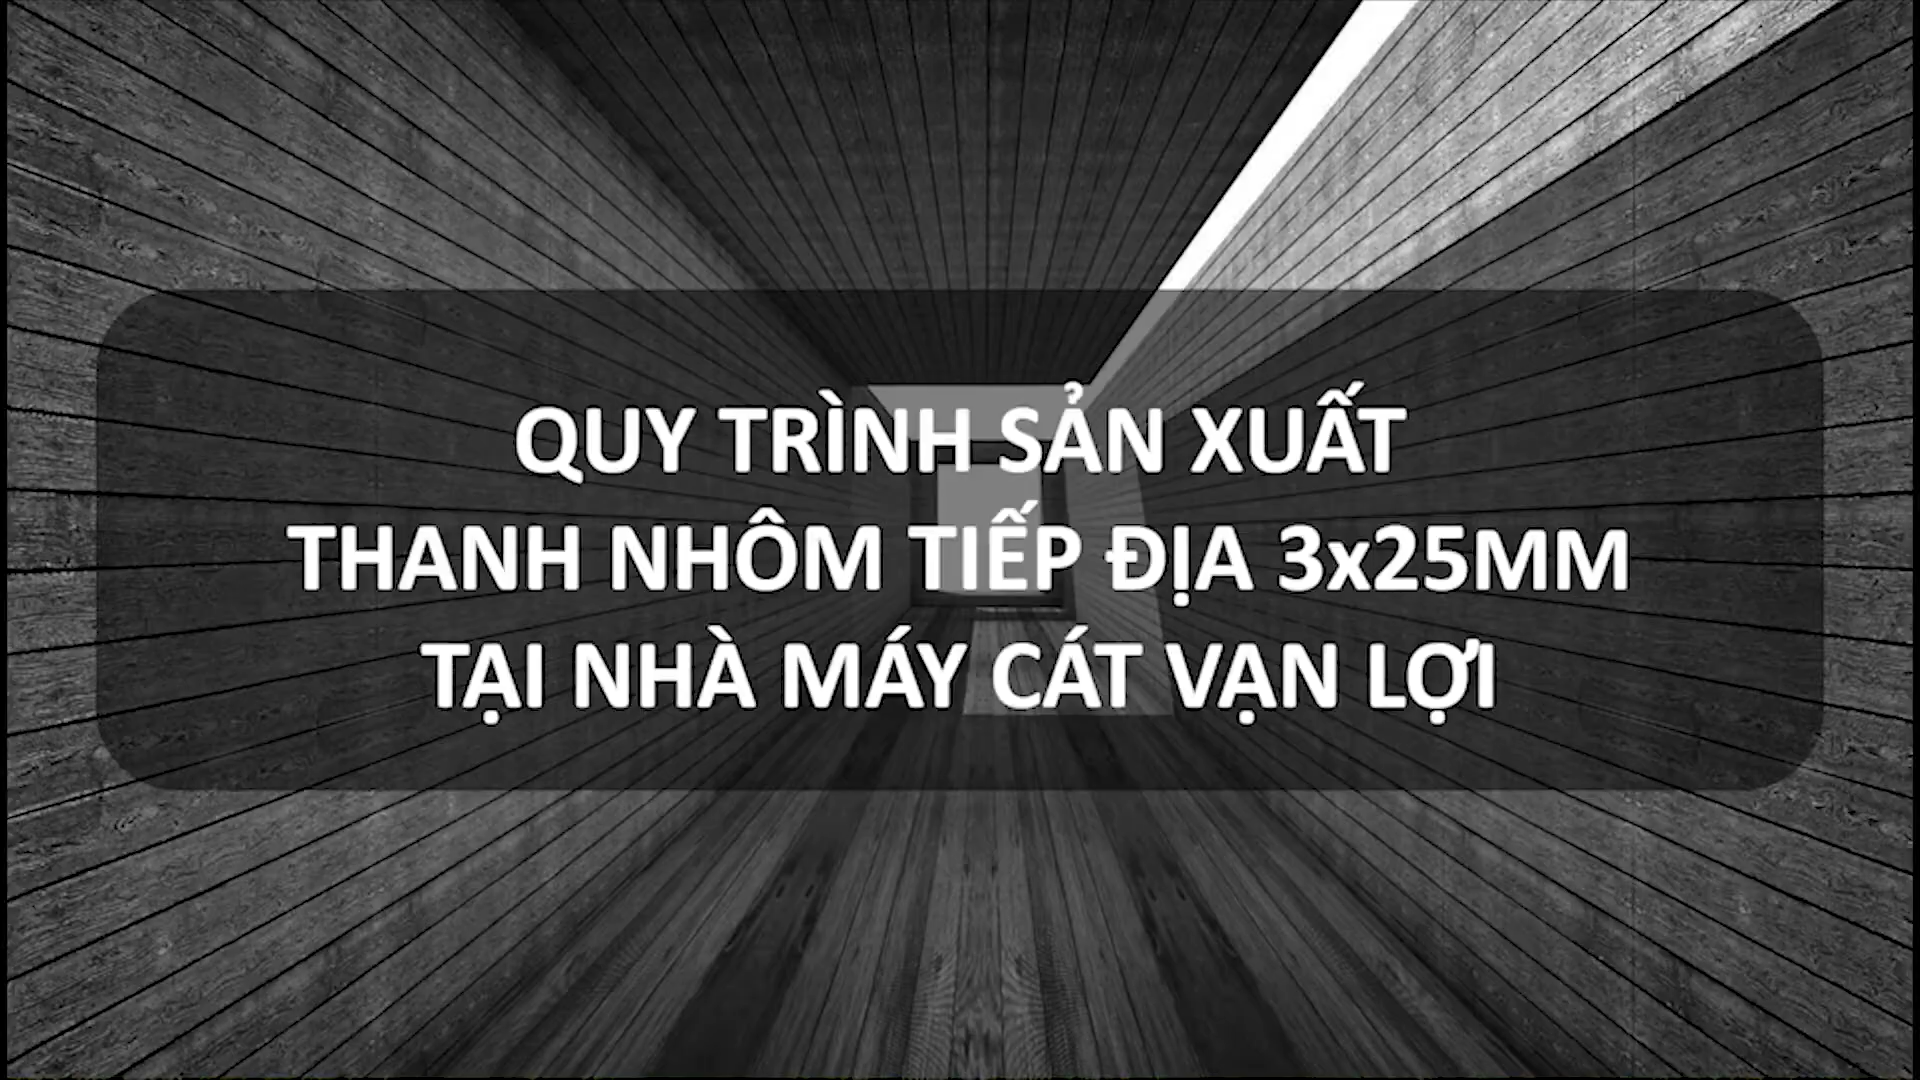 QUY TRÌNH SẢN XUẤT
THANH NHÔM TIẾP ĐỊA 3x25MM
TẠI NHÀ MÁY CÁT VẠN LỢI